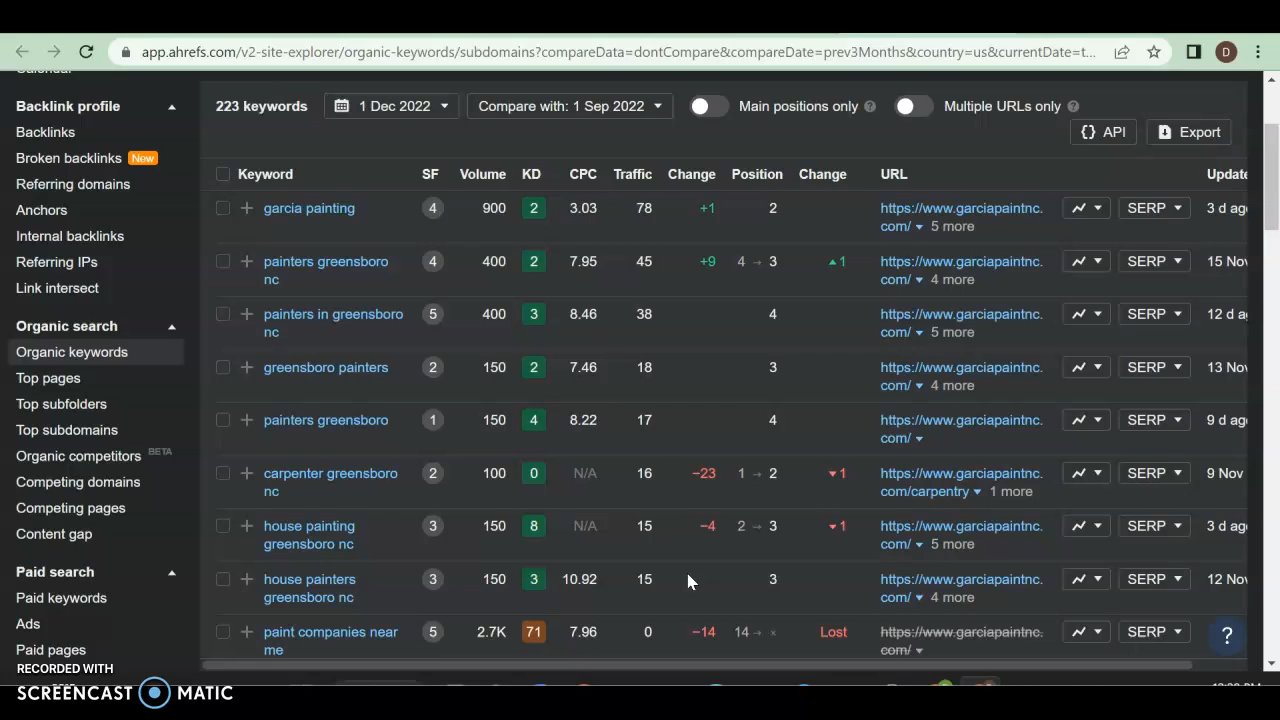 app.ahrefs.com/v2-site-explorer/organic-keywords/subdomains?compareData=dontCompare&compareDate=prev3Months&country=us&currentDate=t...
D
Calendar
Backlink profile
Backlinks
Broken backlinks New
Referring domains
Anchors
Internal backlinks
Referring IPs
Link intersect
Organic search
Organic keywords
Top pages
Top subfolders
Top subdomains
Organic competitors BETA
Competing domains
Competing pages
Content gap
Paid search
Paid keywords
Ads
Paid pages
223 keywords 1 Dec 2022 Compare with: 1 Sep 2022 Main positions only ? Multiple URLs only ?
{} API Export
Keyword SF Volume KD CPC Traffic Change Position Change URL Update
garcia painting 4 900 2 3.03 78 +1 2 https://www.garciapaintnc. SERP 3 d ago
com/ 5 more
painters greensboro 4 400 2 7.95 45 +9 4 → 3 1 https://www.garciapaintnc. SERP 15 Nov
nc com/ 4 more
painters in greensboro 5 400 3 8.46 38 4 https://www.garciapaintnc. SERP 12 d ag
nc com/ 5 more
greensboro painters 2 150 2 7.46 18 3 https://www.garciapaintnc. SERP 13 Nov
com/ 4 more
painters greensboro 1 150 4 8.22 17 4 https://www.garciapaintnc. SERP 9 d ag
com/
carpenter greensboro 2 100 0 N/A 16 −23 1 → 2 1 https://www.garciapaintnc. SERP 9 Nov
nc com/carpentry 1 more
house painting 3 150 8 N/A 15 −4 2 → 3 1 https://www.garciapaintnc. SERP 3 d ag
greensboro nc com/ 5 more
house painters 3 150 3 10.92 15 3 https://www.garciapaintnc. SERP 12 Nov
greensboro nc com/ 4 more
paint companies near 5 2.7K 71 7.96 0 −14 14 → × Lost https://www.garciapaintnc. SERP
me com/
?
RECORDED WITH
SCREENCAST MATIC